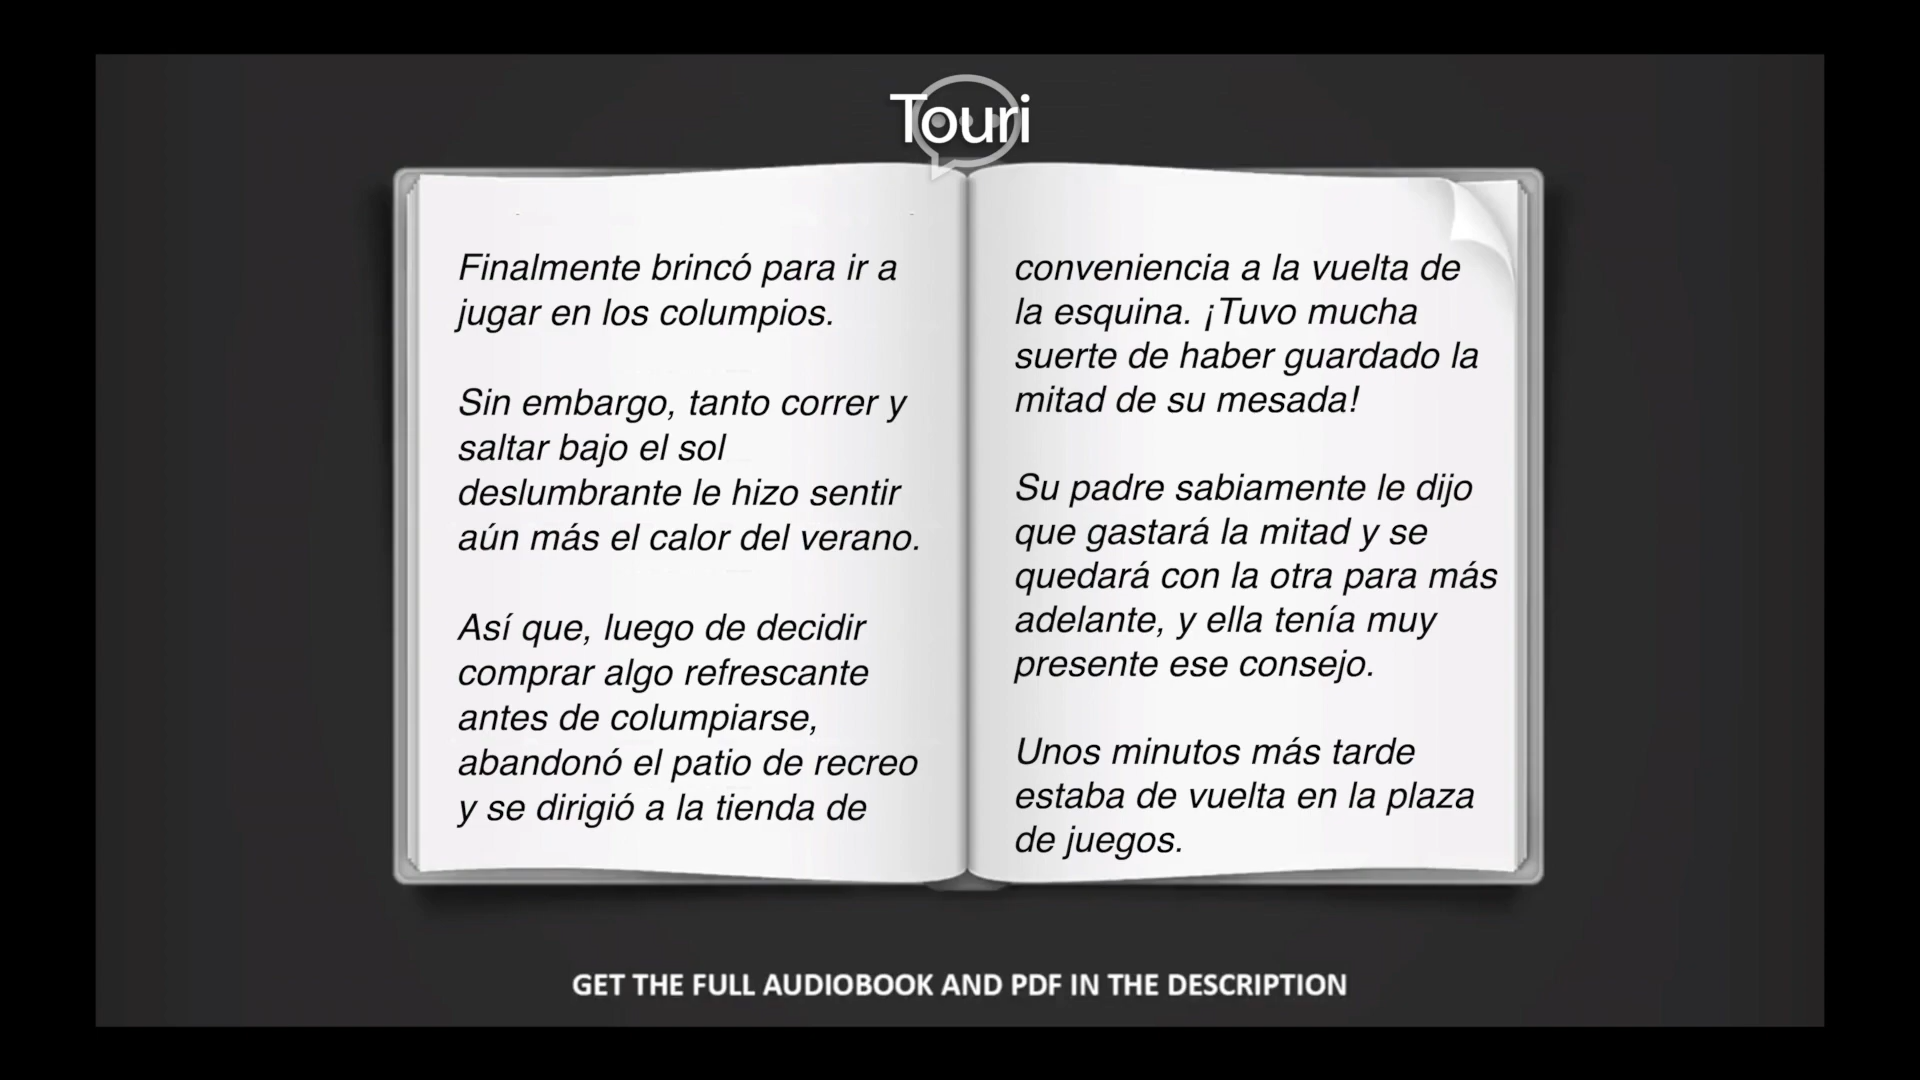 Touri
Finalmente brincó para ir a
jugar en los columpios.
Sin embargo, tanto correr y
saltar bajo el sol
deslumbrante le hizo sentir
aún más el calor del verano.
Así que, luego de decidir
comprar algo refrescante
antes de columpiarse,
abandonó el patio de recreo
y se dirigió a la tienda de
conveniencia a la vuelta de
la esquina. ¡Tuvo mucha
suerte de haber guardado la
mitad de su mesada!
Su padre sabiamente le dijo
que gastará la mitad y se
quedará con la otra para más
adelante, y ella tenía muy
presente ese consejo.
Unos minutos más tarde
estaba de vuelta en la plaza
de juegos.
GET THE FULL AUDIOBOOK AND PDF IN THE DESCRIPTION